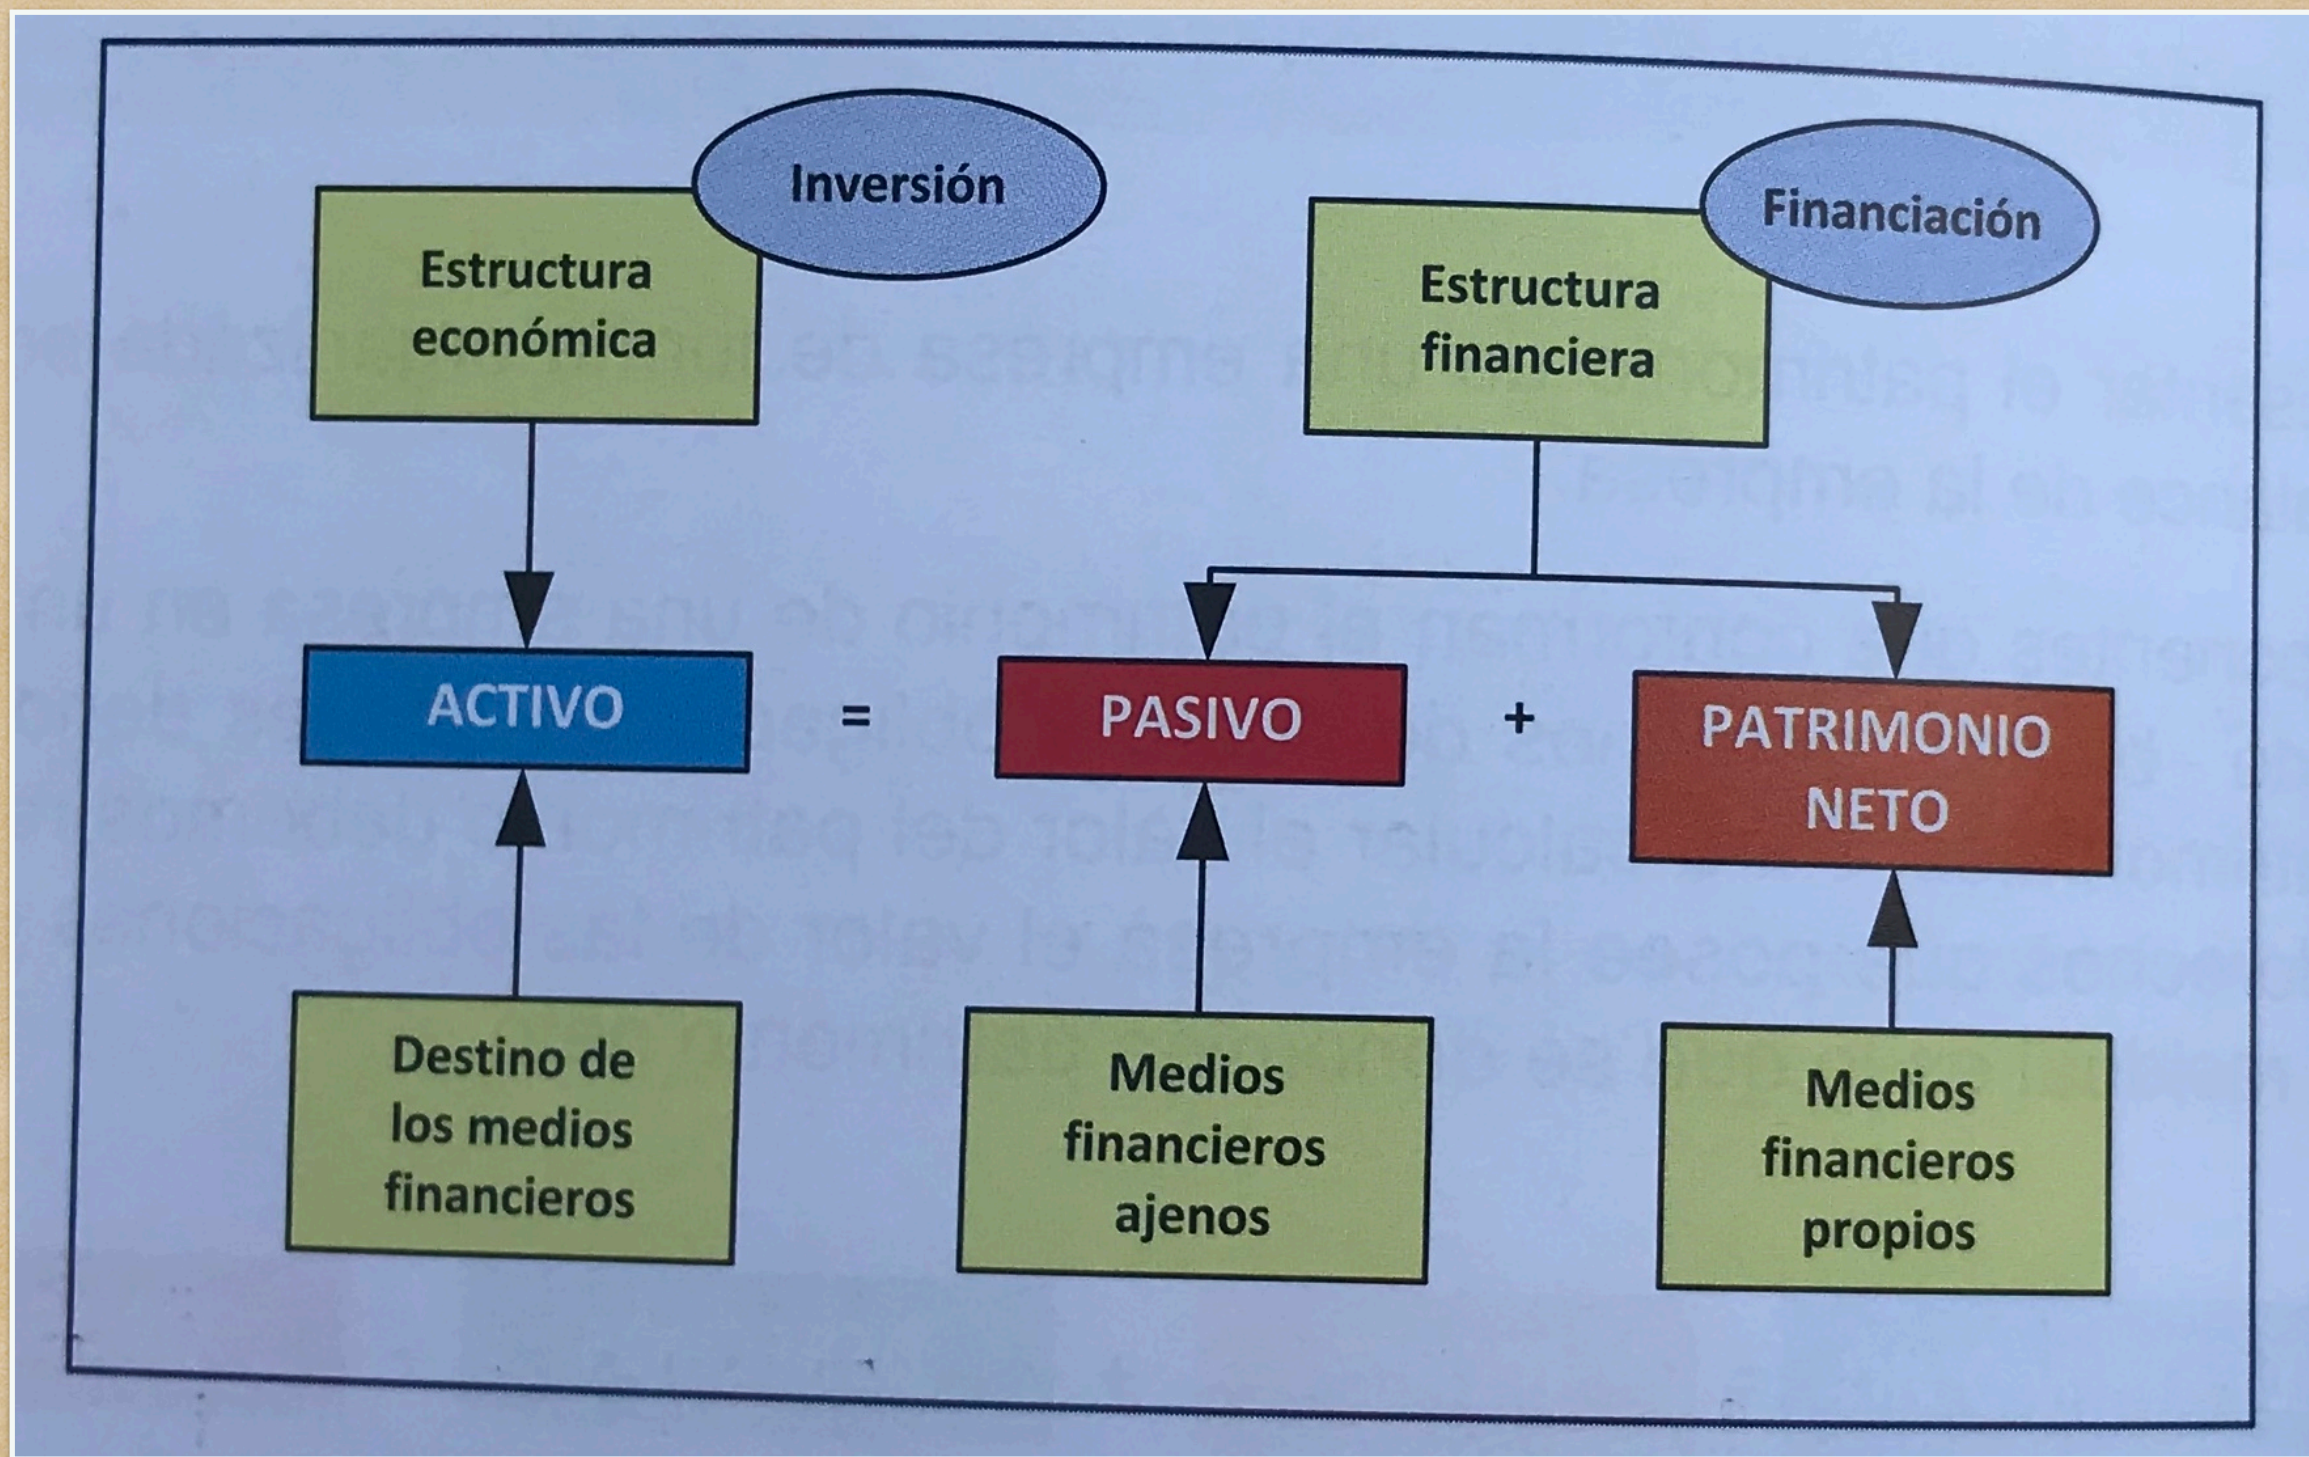 Inversión
Estructura
económica
Financiación
Estructura
financiera
ACTIVO
=
PASIVO
+
PATRIMONIO
NETO
Destino de
los medios
financieros
Medios
financieros
ajenos
Medios
financieros
propios